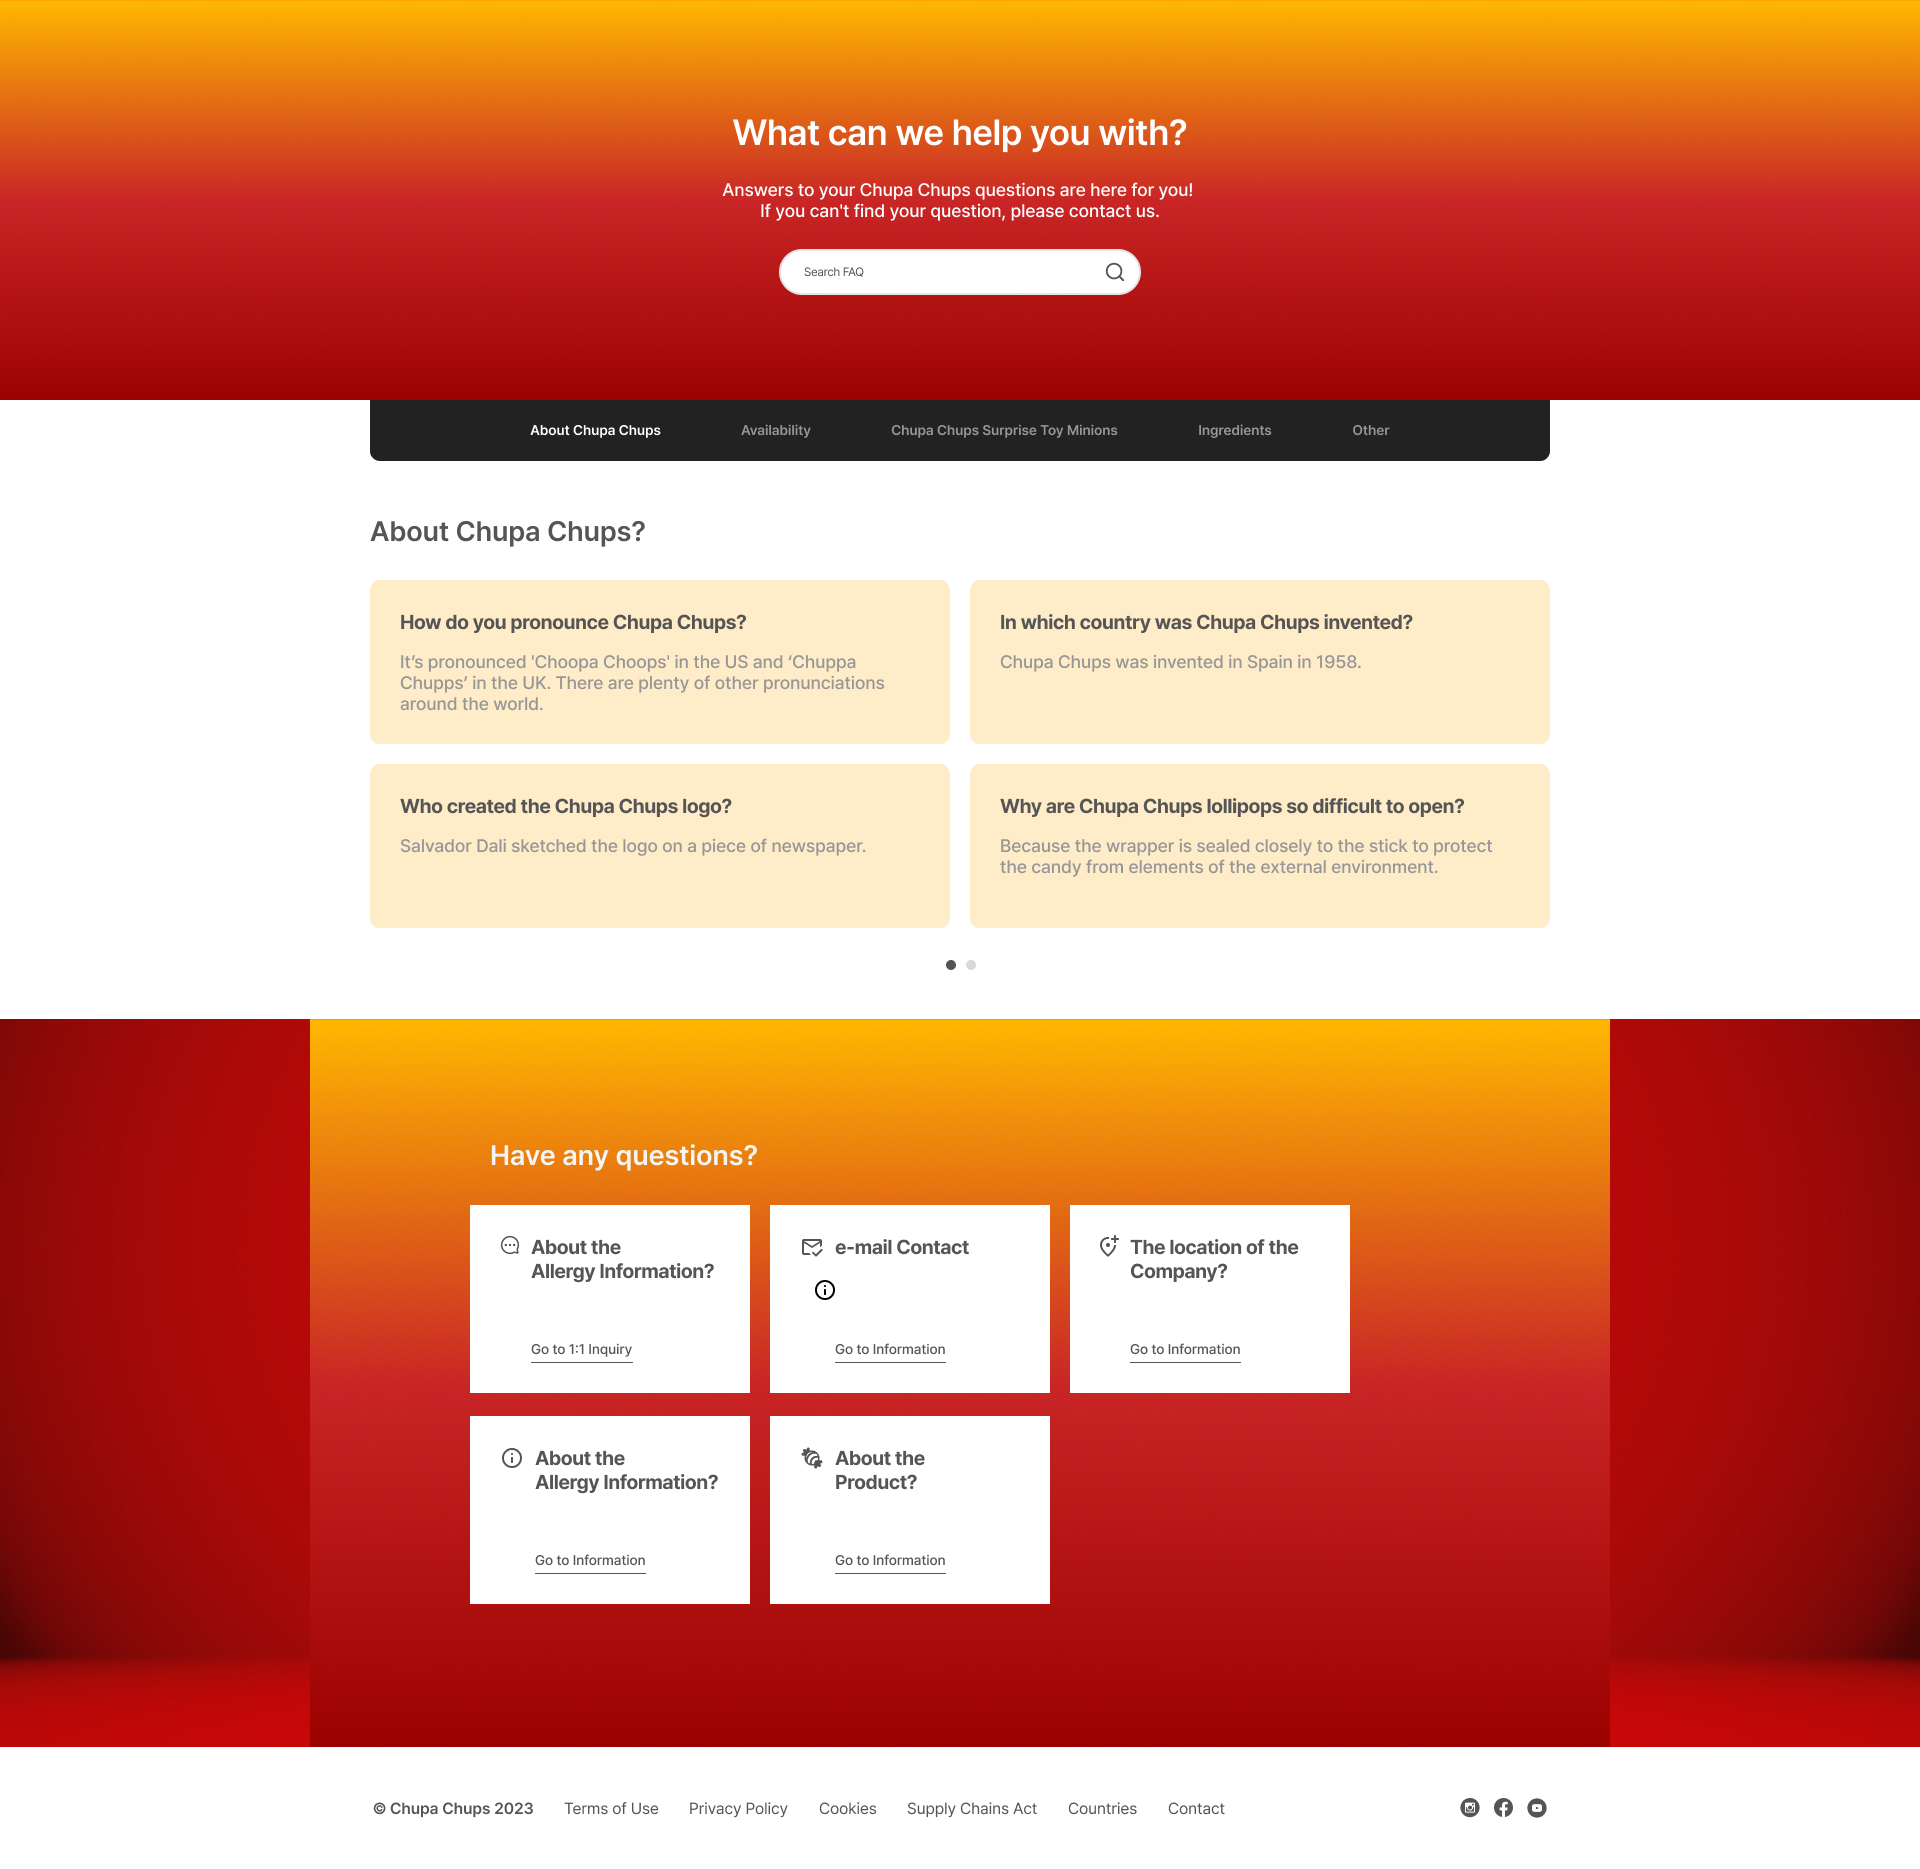 What can we help you with?
Answers to your Chupa Chups questions are here for you!
If you can't find your question, please contact us.
Search FAQ
About Chupa Chups
Availability
Chupa Chups Surprise Toy Minions
Ingredients
Other
About Chupa Chups?
How do you pronounce Chupa Chups?
It’s pronounced 'Choopa Choops' in the US and ‘Chuppa
Chupps’ in the UK. There are plenty of other pronunciations
around the world.
In which country was Chupa Chups invented?
Chupa Chups was invented in Spain in 1958.
Who created the Chupa Chups logo?
Salvador Dali sketched the logo on a piece of newspaper.
Why are Chupa Chups lollipops so difficult to open?
Because the wrapper is sealed closely to the stick to protect
the candy from elements of the external environment.
Have any questions?
About the
Allergy Information?
Go to 1:1 Inquiry
e-mail Contact
Go to Information
The location of the
Company?
Go to Information
About the
Allergy Information?
Go to Information
About the
Product?
Go to Information
© Chupa Chups 2023
Terms of Use
Privacy Policy
Cookies
Supply Chains Act
Countries
Contact